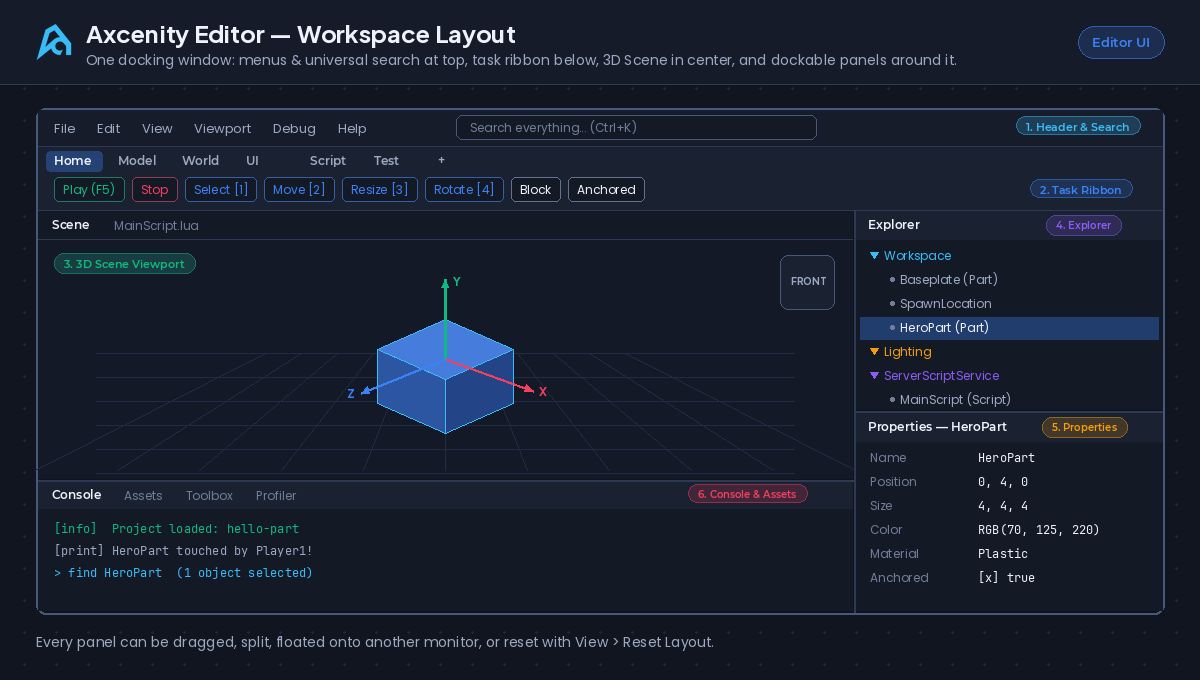 Axcenity Editor — Workspace Layout
One docking window: menus & universal search at top, task ribbon below, 3D Scene in center, and dockable panels around it.
Editor UI
File Edit View Viewport Debug Help
Search everything... (Ctrl+K)
1. Header & Search
Home Model World UI Script Test +
Play (F5) Stop Select [1] Move [2] Resize [3] Rotate [4] Block Anchored
2. Task Ribbon
Scene MainScript.lua
3. 3D Scene Viewport
FRONT
Y
Z
X
Explorer
4. Explorer
Workspace
Baseplate (Part)
SpawnLocation
HeroPart (Part)
Lighting
ServerScriptService
MainScript (Script)
Properties — HeroPart
5. Properties
Name HeroPart
Position 0, 4, 0
Size 4, 4, 4
Color RGB(70, 125, 220)
Material Plastic
Anchored [x] true
Console Assets Toolbox Profiler
6. Console & Assets
[info] Project loaded: hello-part
[print] HeroPart touched by Player1!
> find HeroPart (1 object selected)
Every panel can be dragged, split, floated onto another monitor, or reset with View > Reset Layout.